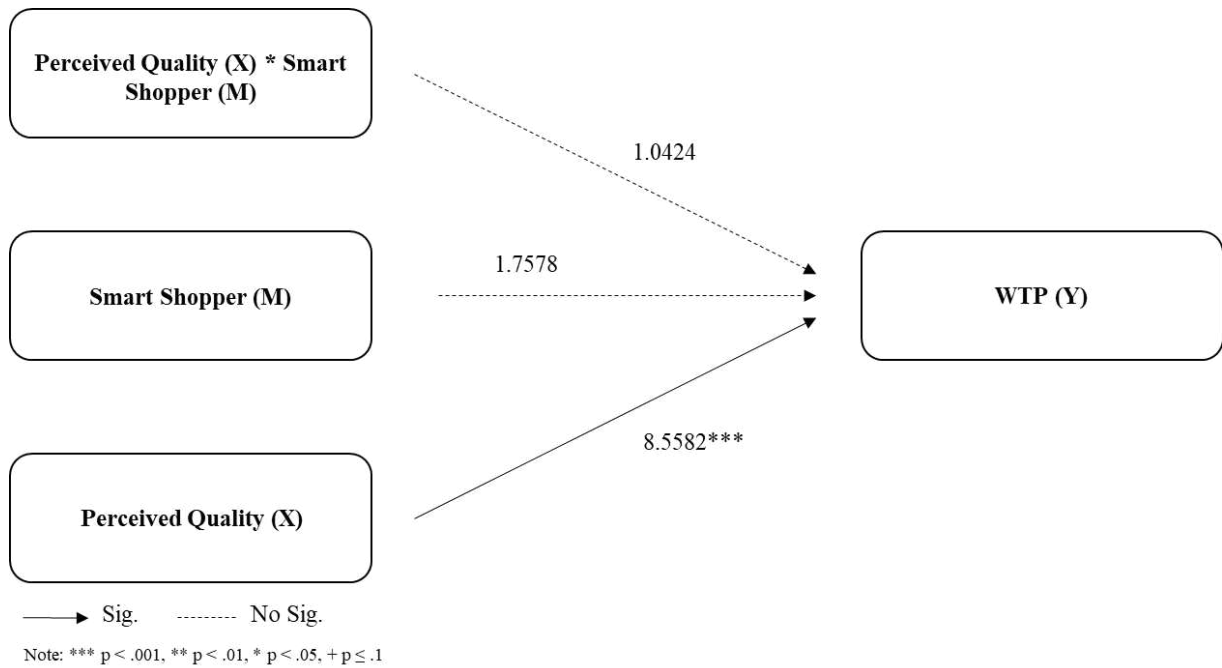 Perceived Quality (X) * Smart
Shopper (M)
1.0424
Smart Shopper (M)
1.7578
WTP (Y)
8.5582***
Perceived Quality (X)
Sig.
No Sig.
Note: *** p < .001, ** p < .01, * p < .05, + p ≤ .1